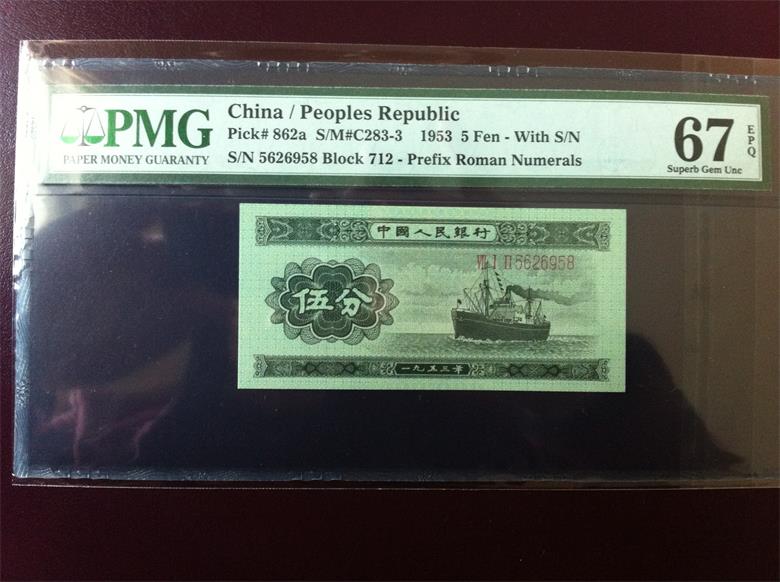 PMG
PAPER MONEY GUARANTY
China / Peoples Republic
Pick# 862a S/M#C283-3 1953 5 Fen - With S/N
S/N 5626958 Block 712 - Prefix Roman Numerals
67
EPQ
Superb Gem Unc
中國人民銀行
Ⅶ Ⅰ Ⅱ 5626958
伍分
一九五三年